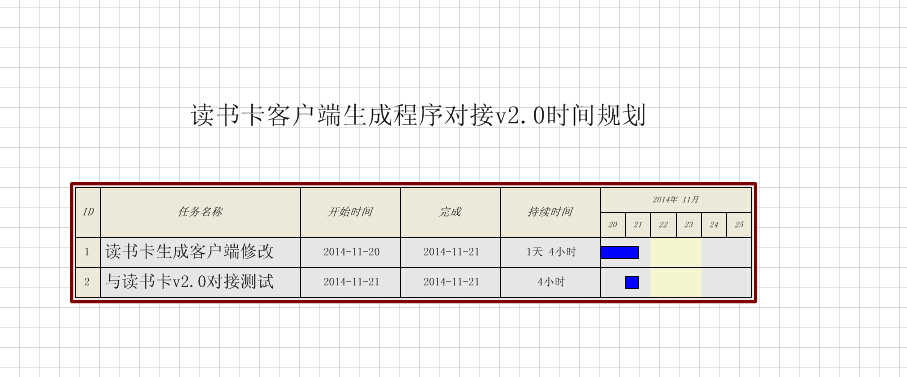 读书卡客户端生成程序对接v2.0时间规划
ID 任务名称 开始时间 完成 持续时间 2014年 11月
20 21 22 23 24 25
1 读书卡生成客户端修改 2014-11-20 2014-11-21 1天 4小时
2 与读书卡v2.0对接测试 2014-11-21 2014-11-21 4小时